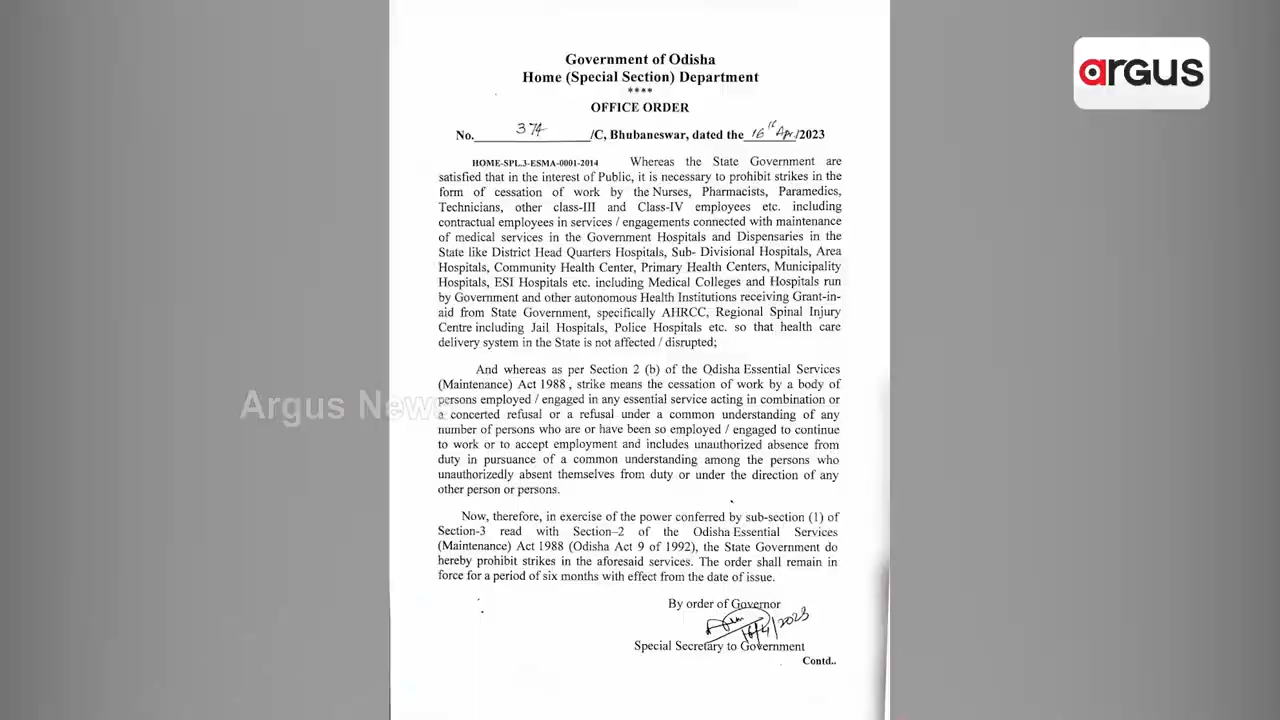 argus
Government of Odisha
Home (Special Section) Department
****
OFFICE ORDER
No. 374 /C, Bhubaneswar, dated the 16th Apr/2023
HOME-SPL.3-ESMA-0001-2014 Whereas the State Government are
satisfied that in the interest of Public, it is necessary to prohibit strikes in the
form of cessation of work by the Nurses, Pharmacists, Paramedics,
Technicians, other class-III and Class-IV employees etc. including
contractual employees in services / engagements connected with maintenance
of medical services in the Government Hospitals and Dispensaries in the
State like District Head Quarters Hospitals, Sub- Divisional Hospitals, Area
Hospitals, Community Health Center, Primary Health Centers, Municipality
Hospitals, ESI Hospitals etc. including Medical Colleges and Hospitals run
by Government and other autonomous Health Institutions receiving Grant-in-
aid from State Government, specifically AHRCC, Regional Spinal Injury
Centre including Jail Hospitals, Police Hospitals etc. so that health care
delivery system in the State is not affected / disrupted;
And whereas as per Section 2 (b) of the Odisha Essential Services
(Maintenance) Act 1988 , strike means the cessation of work by a body of
persons employed / engaged in any essential service acting in combination or
a concerted refusal or a refusal under a common understanding of any
number of persons who are or have been so employed / engaged to continue
to work or to accept employment and includes unauthorized absence from
duty in pursuance of a common understanding among the persons who
unauthorizedly absent themselves from duty or under the direction of any
other person or persons.
Now, therefore, in exercise of the power conferred by sub-section (1) of
Section-3 read with Section–2 of the Odisha Essential Services
(Maintenance) Act 1988 (Odisha Act 9 of 1992), the State Government do
hereby prohibit strikes in the aforesaid services. The order shall remain in
force for a period of six months with effect from the date of issue.
By order of Governor
16/4/2023
Special Secretary to Government
Contd..
Argus News